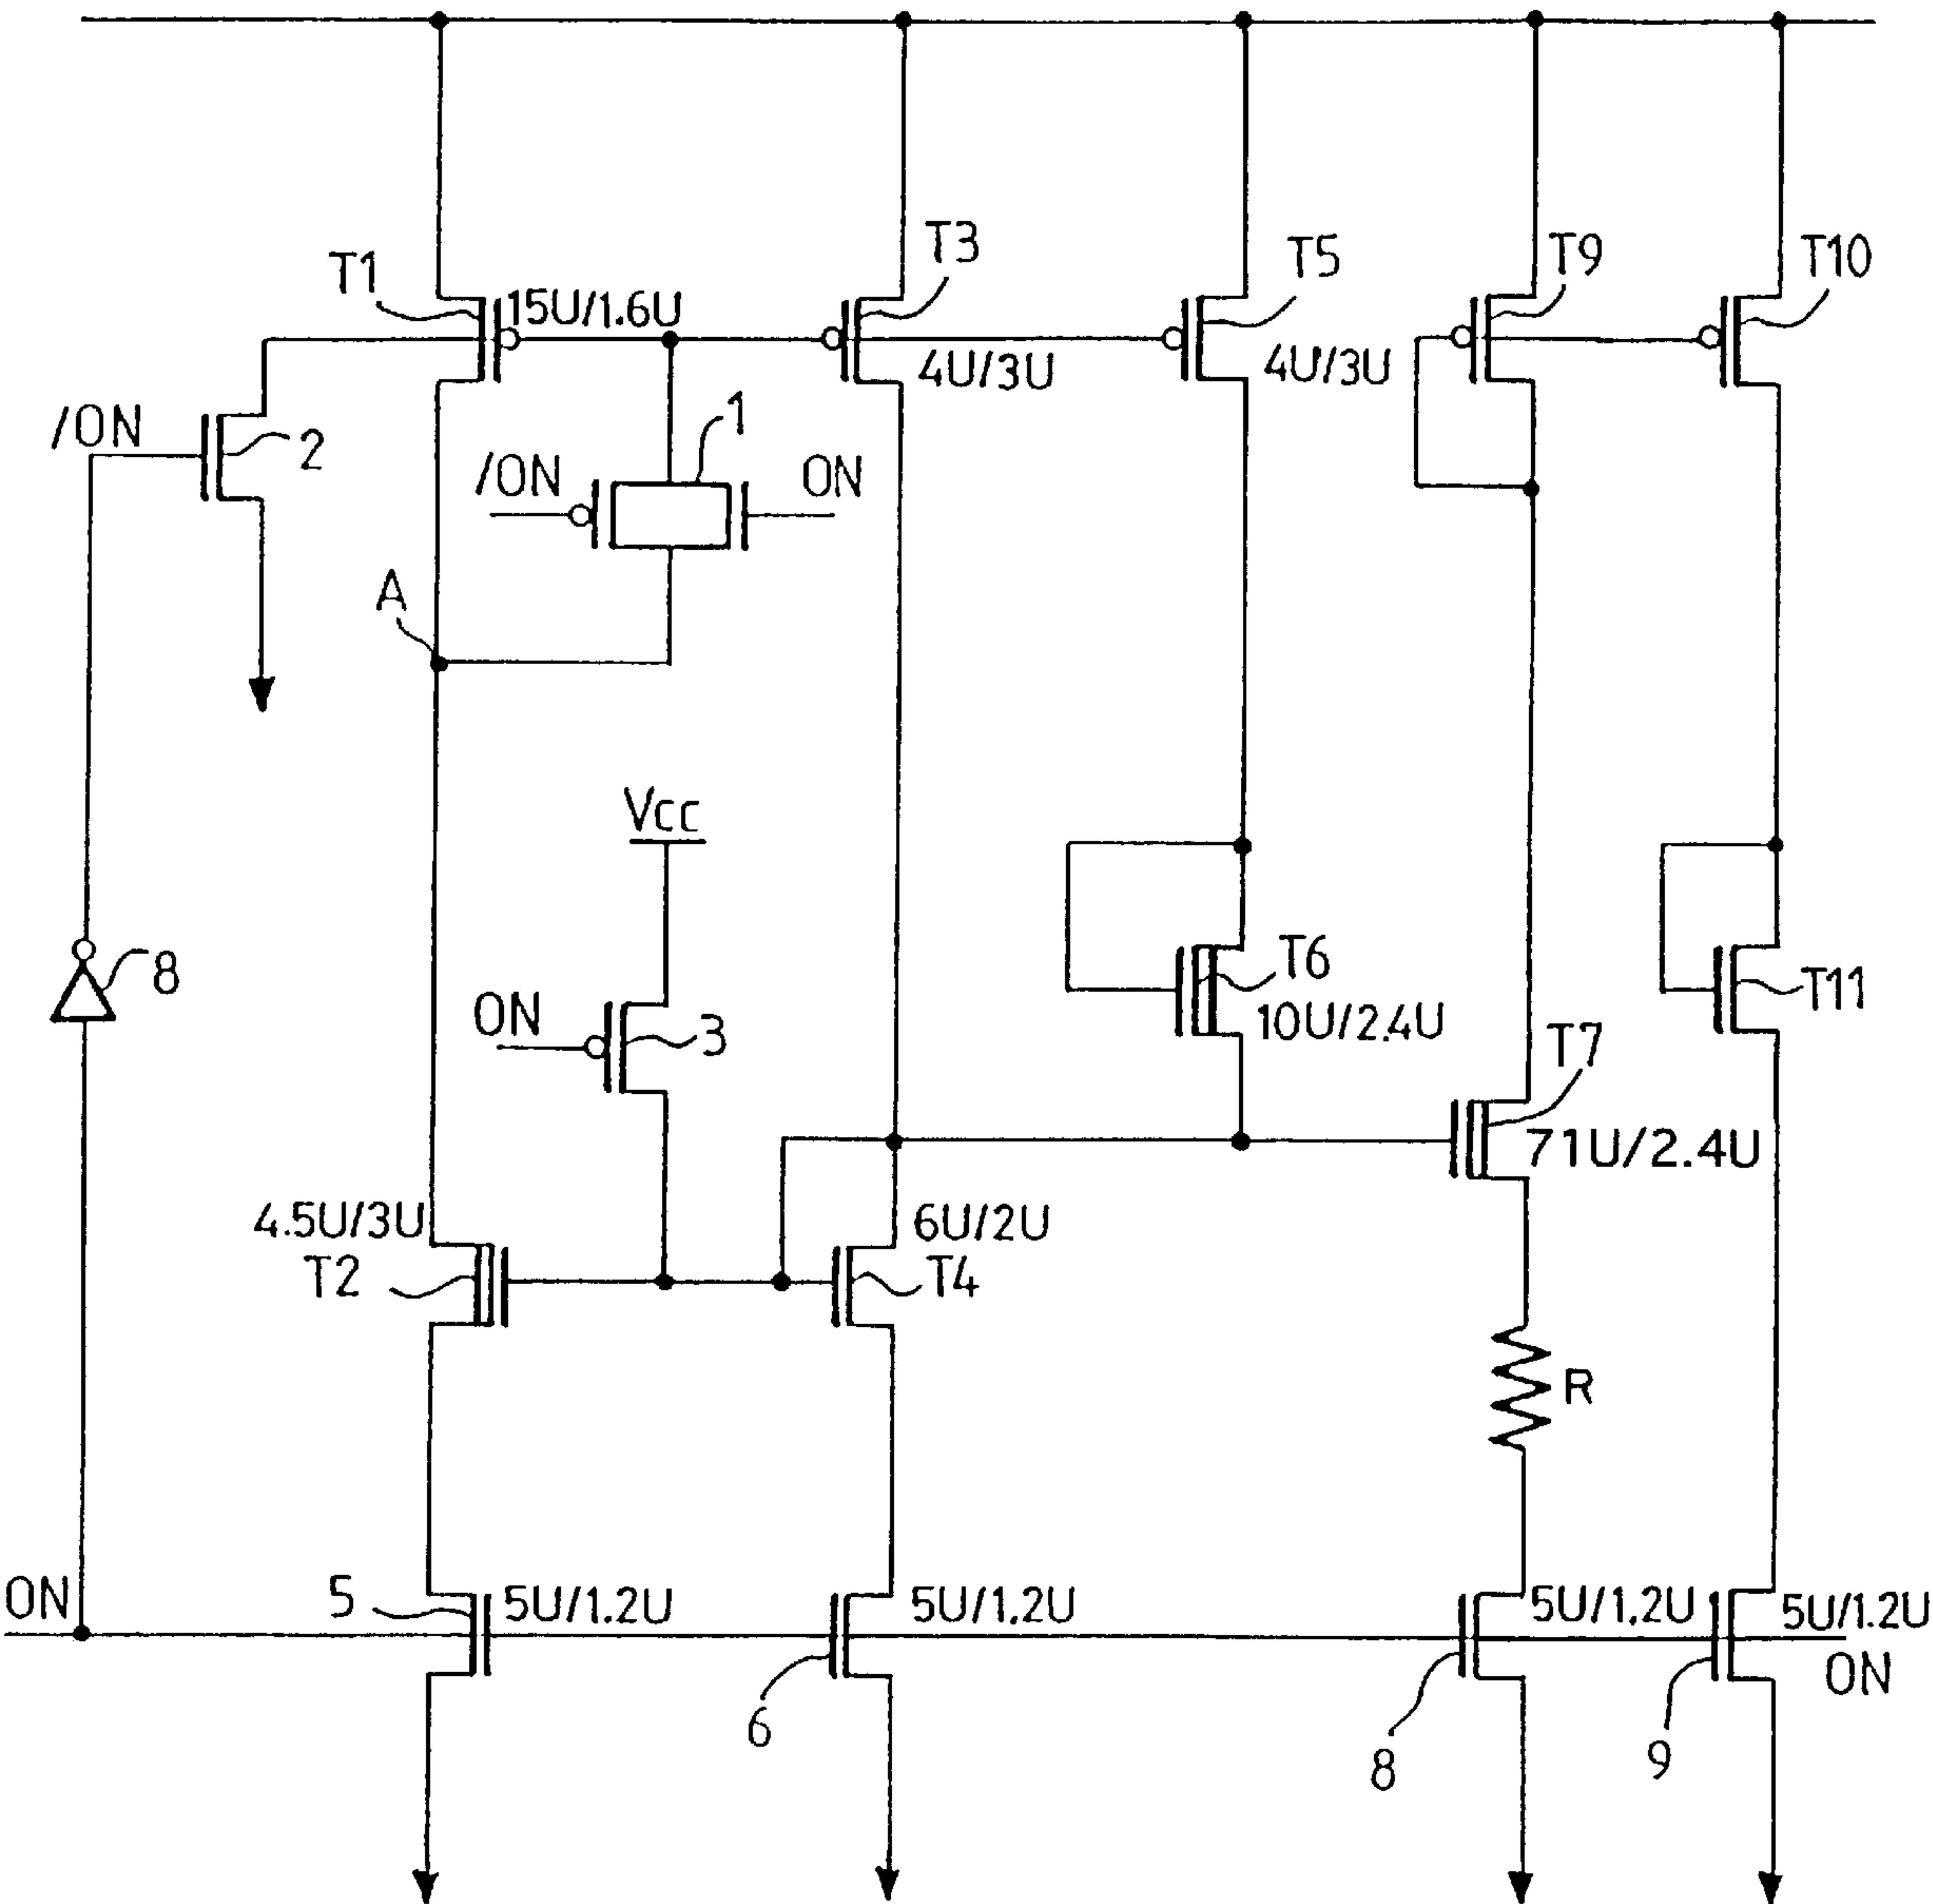 T1
15U/1.6U
T3
4U/3U
T5
4U/3U
T9
T10
/ON
2
/ON
1
ON
A
Vcc
8
ON
3
T6
10U/2.4U
T11
T7
71U/2.4U
4.5U/3U
T2
6U/2U
T4
R
ON
5
5U/1.2U
5U/1.2U
6
5U/1.2U
8
5U/1.2U
9
ON